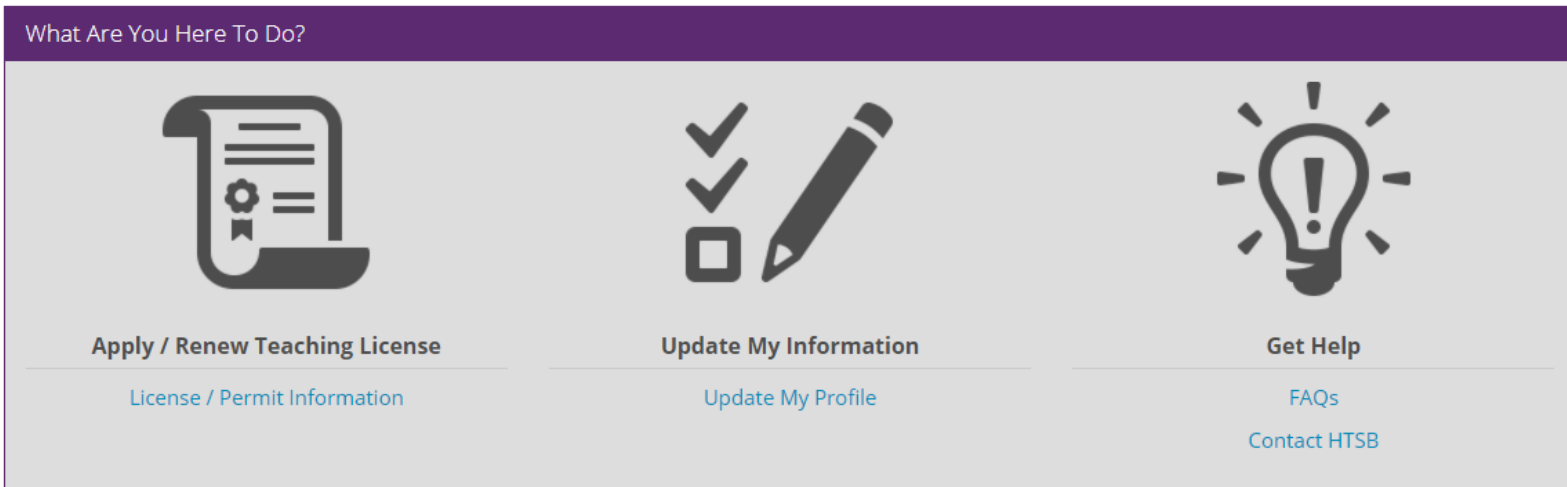 What Are You Here To Do?
Apply / Renew Teaching License
License / Permit Information
Update My Information
Update My Profile
Get Help
FAQs
Contact HTSB